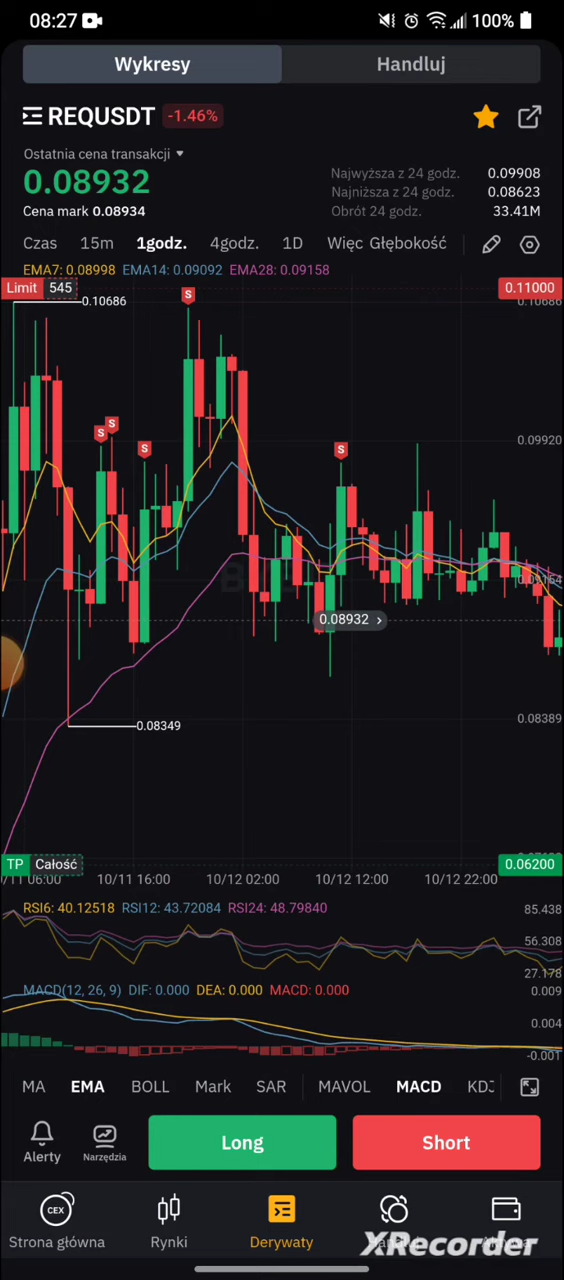 08:27 100%
Wykresy Handluj
REQUSDT -1.46%
Ostatnia cena transakcji
0.08932
Cena mark 0.08934
Najwyższa z 24 godz. 0.09908
Najniższa z 24 godz. 0.08623
Obrót 24 godz. 33.41M
Czas 15m 1godz. 4godz. 1D Więc Głębokość
EMA7: 0.08998 EMA14: 0.09092 EMA28: 0.09158
Limit 545 0.11000
0.10686 0.10686
S
S
S
S
S
0.09920
0.09164
0.08932 >
0.08389
0.08349
TP Całość 0.06200
10/11 06:00 10/11 16:00 10/12 02:00 10/12 12:00 10/12 22:00
RSI6: 40.12518 RSI12: 43.72084 RSI24: 48.79840
85.438
56.308
27.178
MACD(12, 26, 9) DIF: 0.000 DEA: 0.000 MACD: 0.000
0.009
0.004
-0.001
MA EMA BOLL Mark SAR MAVOL MACD KDJ
Alerty Narzędzia Long Short
CEX
Strona główna Rynki Derywaty
XRecorder